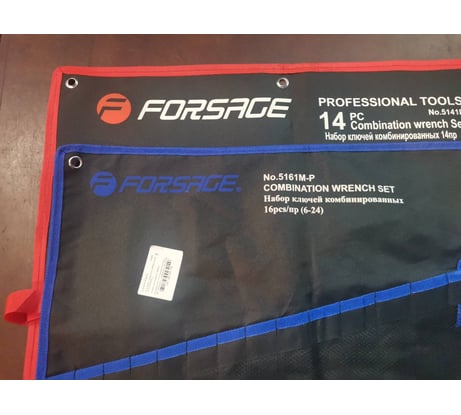 FORSAGE
PROFESSIONAL TOOLS
14 PC
Combination wrench Se
Набор ключей комбинированных 14пр
FORSAGE
No.5161M-P
COMBINATION WRENCH SET
Набор ключей комбинированных
16pcs/пр (6-24)